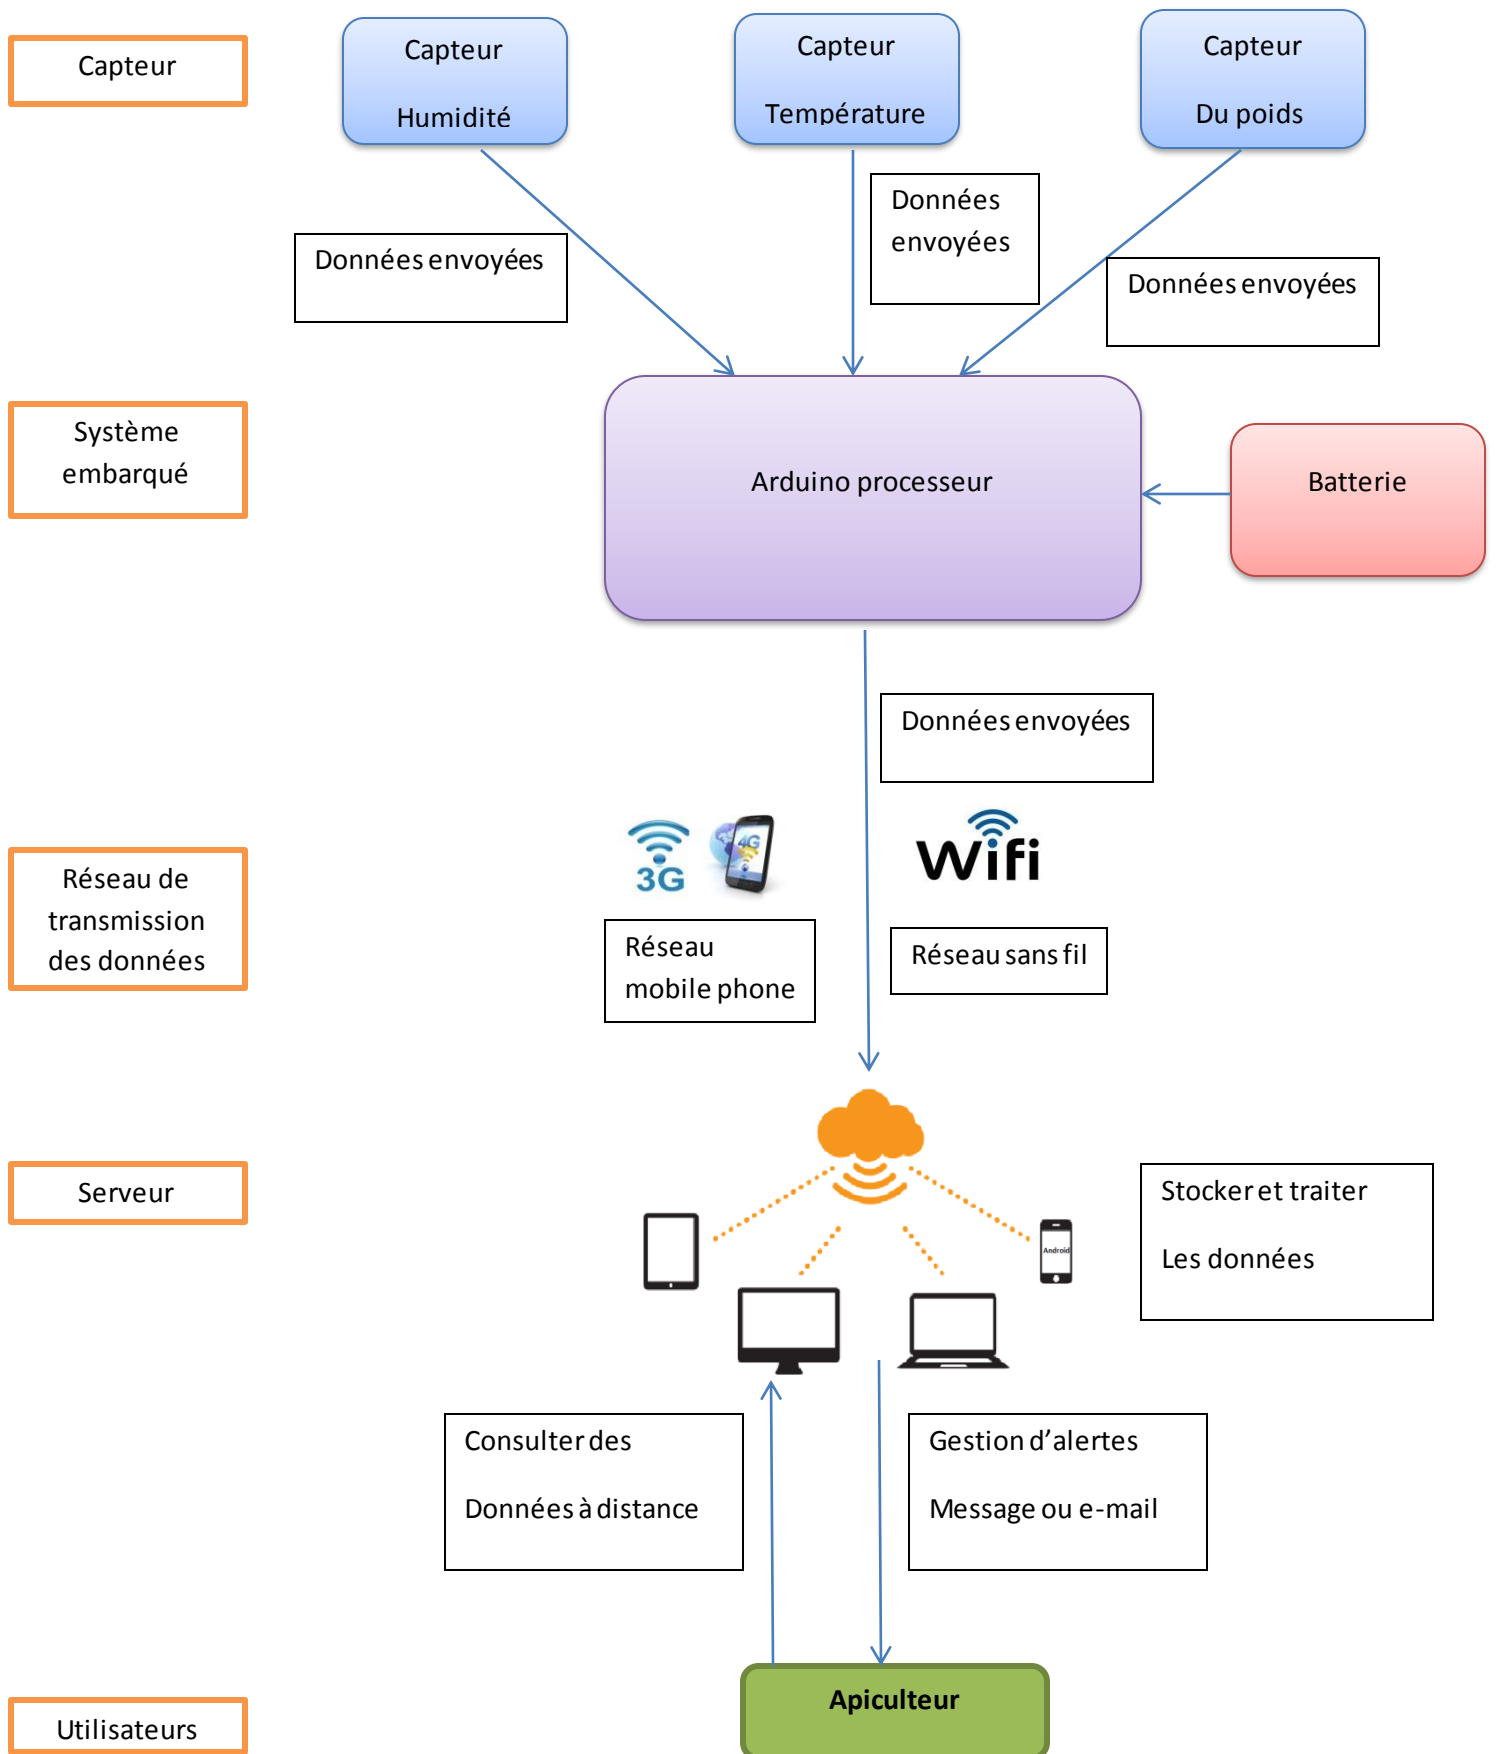 Capteur
Capteur
Humidité
Capteur
Température
Capteur
Du poids
Données envoyées
Données
envoyées
Données envoyées
Système
embarqué
Arduino processeur
Batterie
Données envoyées
Réseau de
transmission
des données
3G
4G
Wifi
Réseau
mobile phone
Réseau sans fil
Serveur
Android
Stocker et traiter
Les données
Consulter des
Données à distance
Gestion d’alertes
Message ou e-mail
Utilisateurs
Apiculteur